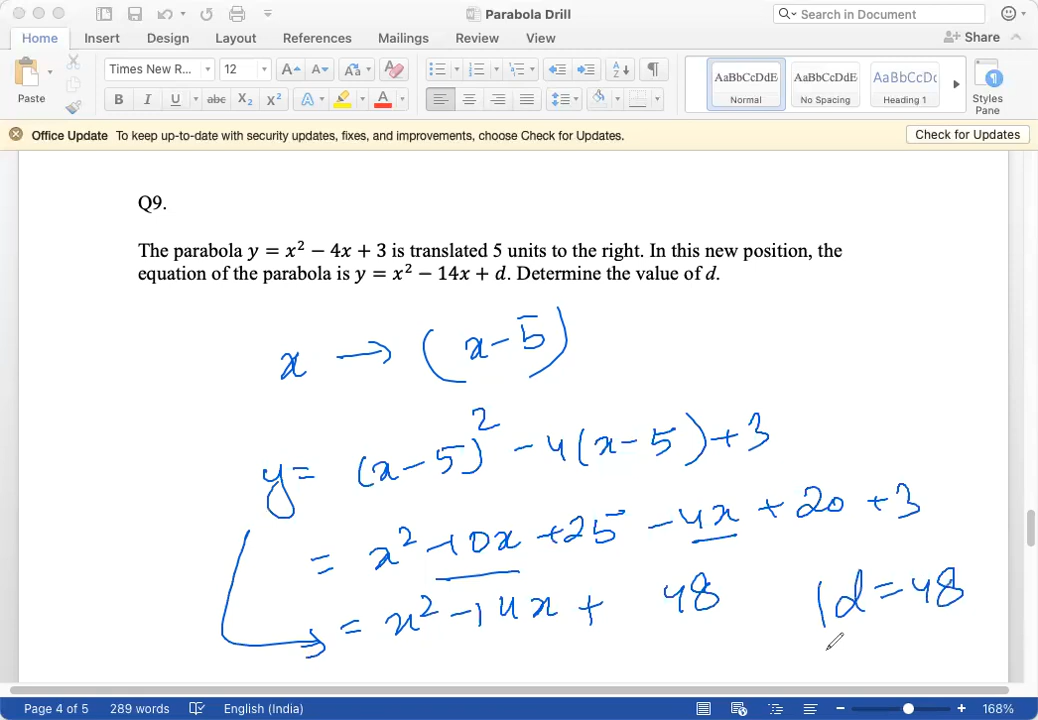 Parabola Drill
Search in Document
Home Insert Design Layout References Mailings Review View Share
Paste Times New R... 12 AaBbCcDdE AaBbCcDdE AaBbCcDc Styles Pane
Normal No Spacing Heading 1
Office Update To keep up-to-date with security updates, fixes, and improvements, choose Check for Updates. Check for Updates
Q9.
The parabola y = x² − 4x + 3 is translated 5 units to the right. In this new position, the
equation of the parabola is y = x² − 14x + d. Determine the value of d.
x → (x−5)
y= (x−5)² −4(x−5)+3
= x² −10x +25 −4x +20 +3
= x² −14x + 48 d=48
Page 4 of 5 289 words English (India) 168%